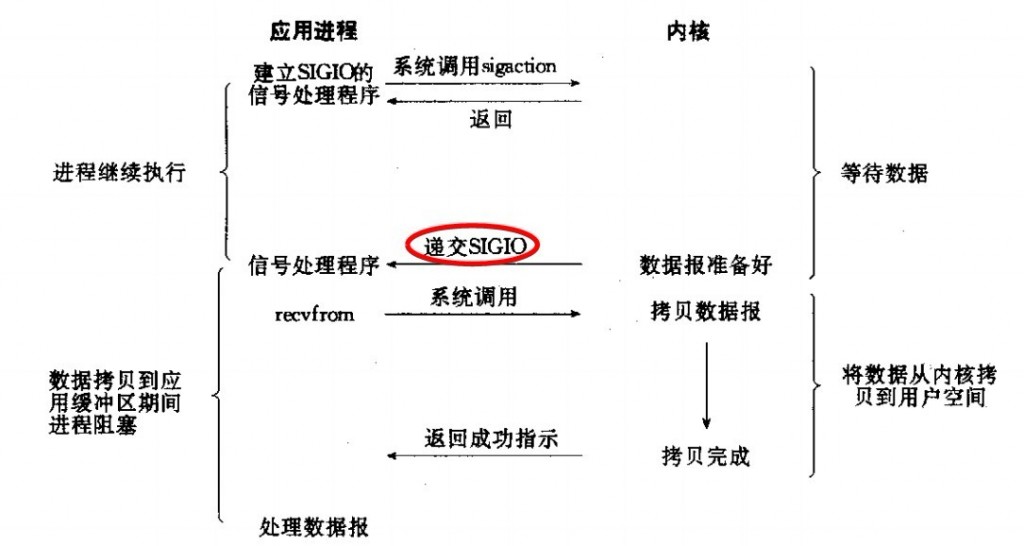 应用进程
内核
建立SIGIO的
信号处理程序
系统调用sigaction
返回
进程继续执行
等待数据
递交SIGIO
信号处理程序
数据报准备好
系统调用
recvfrom
拷贝数据报
数据拷贝到应
用缓冲区期间
进程阻塞
将数据从内核拷
贝到用户空间
返回成功指示
拷贝完成
处理数据报